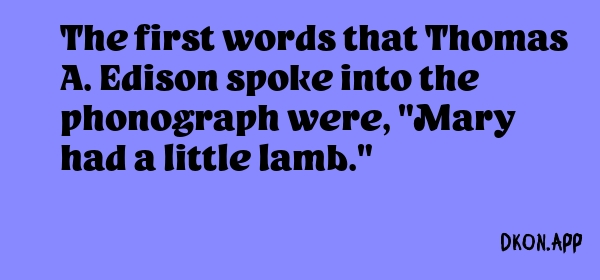 The first words that Thomas
A. Edison spoke into the
phonograph were, "Mary
had a little lamb."
DKON.APP